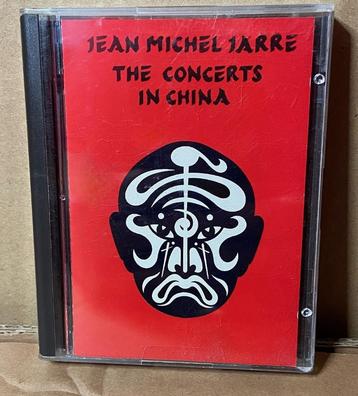 JEAN MICHEL JARRE
THE CONCERTS
IN CHINA